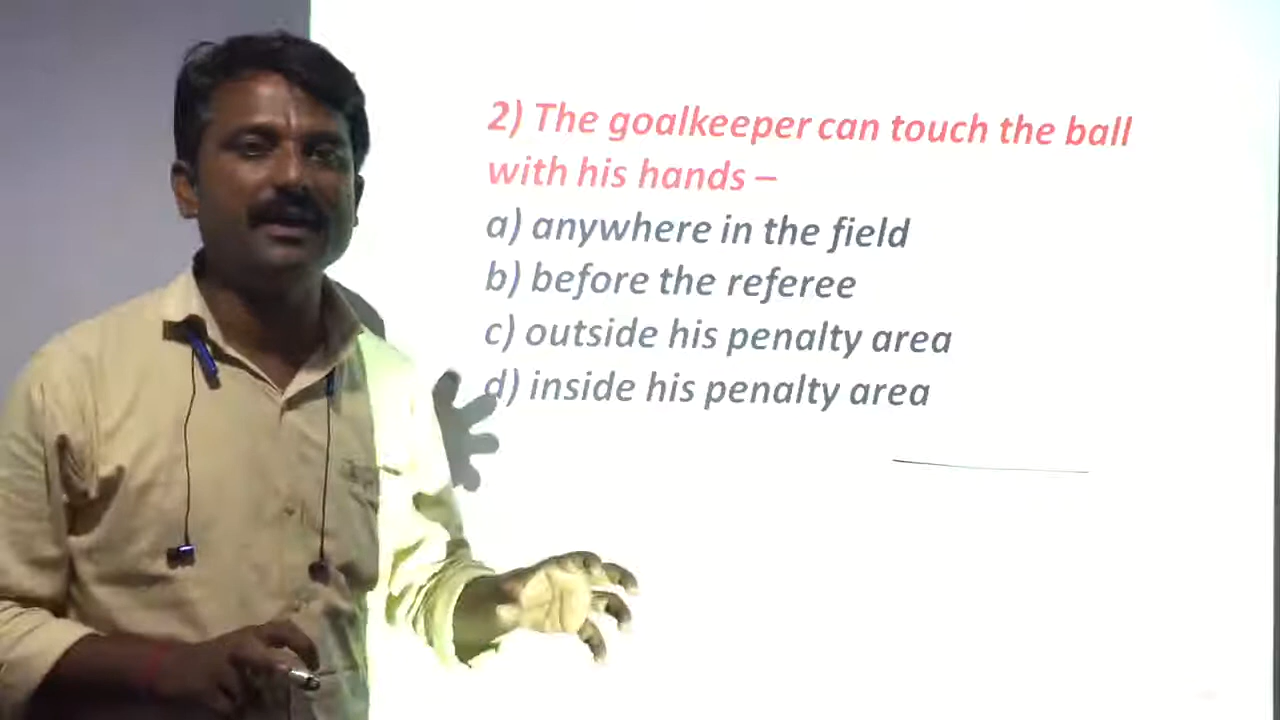 2) The goalkeeper can touch the ball
with his hands –
a) anywhere in the field
b) before the referee
c) outside his penalty area
d) inside his penalty area